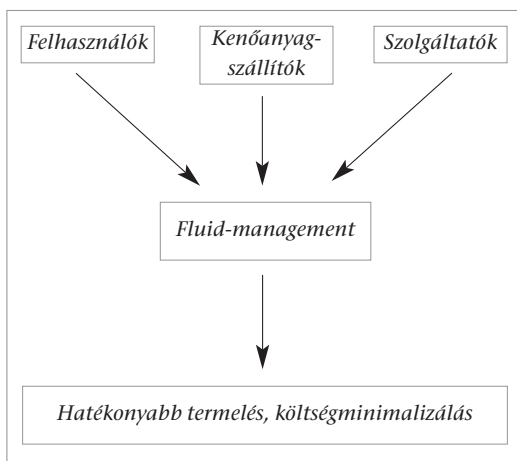 Felhasználók
Kenőanyag-
szállítók
Szolgáltatók
Fluid-management
Hatékonyabb termelés, költségminimalizálás